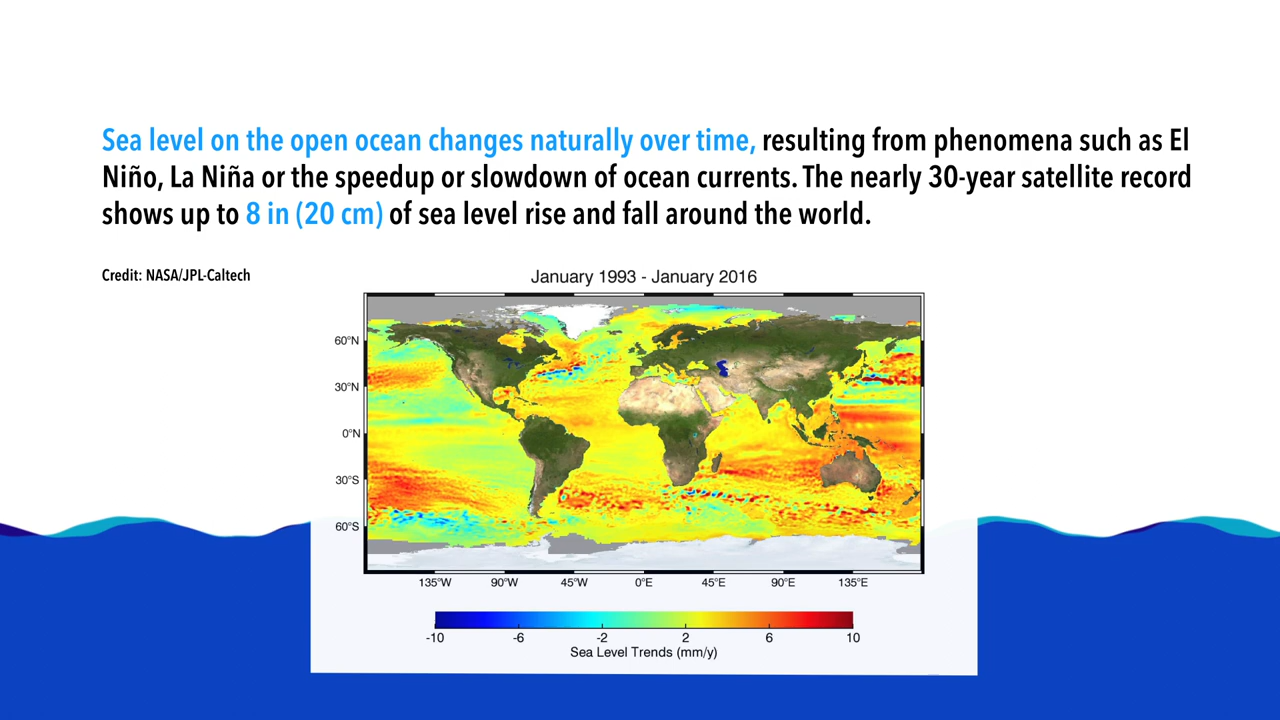 Sea level on the open ocean changes naturally over time, resulting from phenomena such as El
Niño, La Niña or the speedup or slowdown of ocean currents. The nearly 30-year satellite record
shows up to 8 in (20 cm) of sea level rise and fall around the world.
Credit: NASA/JPL-Caltech
January 1993 - January 2016
60°N
30°N
0°N
30°S
60°S
135°W 90°W 45°W 0°E 45°E 90°E 135°E
-10 -6 -2 2 6 10
Sea Level Trends (mm/y)